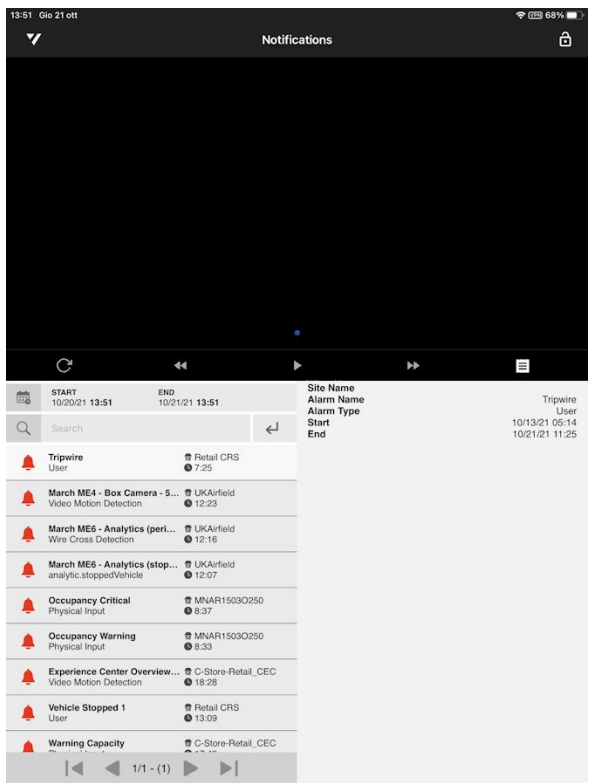 13:51 Gio 21 ott
VPN 68%
Notifications
START END
10/20/21 13:51 10/21/21 13:51
Search
Tripwire Retail CRS
User 7:25
March ME4 - Box Camera - 5... UKAirfield
Video Motion Detection 12:23
March ME6 - Analytics (peri... UKAirfield
Wire Cross Detection 12:16
March ME6 - Analytics (stop... UKAirfield
analytic.stoppedVehicle 12:07
Occupancy Critical MNAR1503O250
Physical Input 8:37
Occupancy Warning MNAR1503O250
Physical Input 8:33
Experience Center Overview... C-Store-Retail_CEC
Video Motion Detection 18:28
Vehicle Stopped 1 Retail CRS
User 13:09
Warning Capacity C-Store-Retail_CEC
1/1 - (1)
Site Name
Alarm Name Tripwire
Alarm Type User
Start 10/13/21 05:14
End 10/21/21 11:25